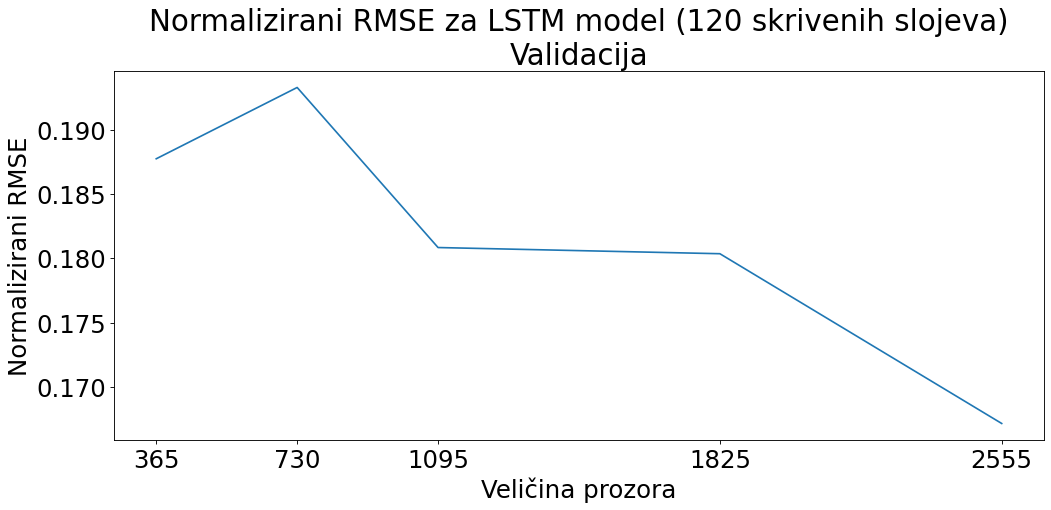 Normalizirani RMSE za LSTM model (120 skrivenih slojeva)
Validacija
Normalizirani RMSE
0.190
0.185
0.180
0.175
0.170
365 730 1095 1825 2555
Veličina prozora